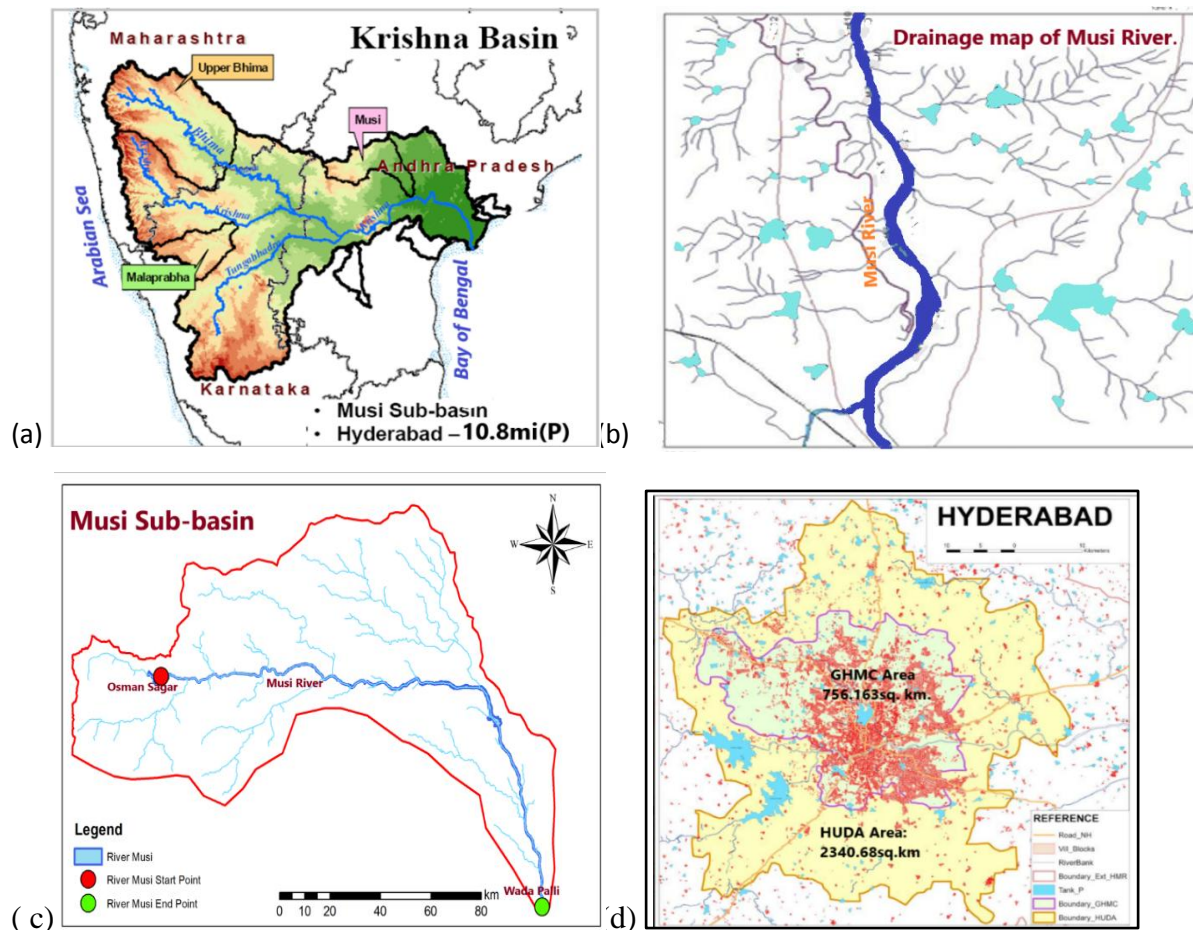 Krishna Basin
Maharashtra
Upper Bhima
Musi
Bhima
Andhra Pradesh
Arabian Sea
Krishna
Krishna
Malaprabha
Tungabhadra
Bay of Bengal
Karnataka
• Musi Sub-basin
• Hyderabad – 10.8mi(P)
(a)
Drainage map of Musi River.
Musi River
(b)
Musi Sub-basin
N
W E
S
Osman Sagar
Musi River
Legend
River Musi
River Musi Start Point
River Musi End Point
Wada Palli
km
0 5 10 20 40 60 80
( c)
HYDERABAD
Kilometers
GHMC Area
756.163sq. km.
HUDA Area:
2340.68sq.km
REFERENCE
Road_NH
Vill_Blocks
RiverBank
Boundary_Ext_HMR
Tank_P
Boundary_GHMC
Boundary_HUDA
d)